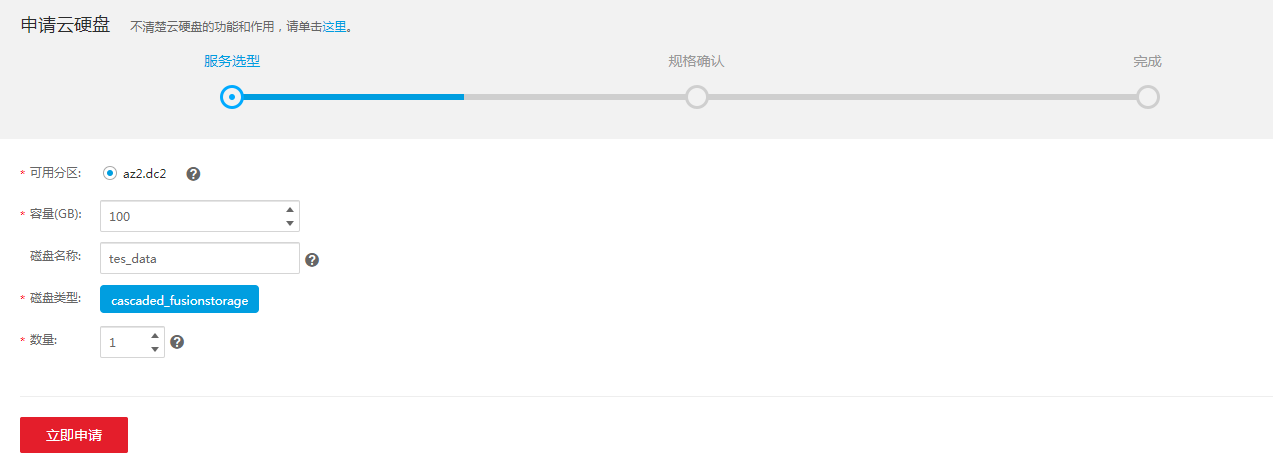 申请云硬盘 不清楚云硬盘的功能和作用，请单击这里。
服务选型 规格确认 完成
* 可用分区: az2.dc2 ?
* 容量(GB): 100
磁盘名称: tes_data ?
* 磁盘类型: cascaded_fusionstorage
* 数量: 1 ?
立即申请